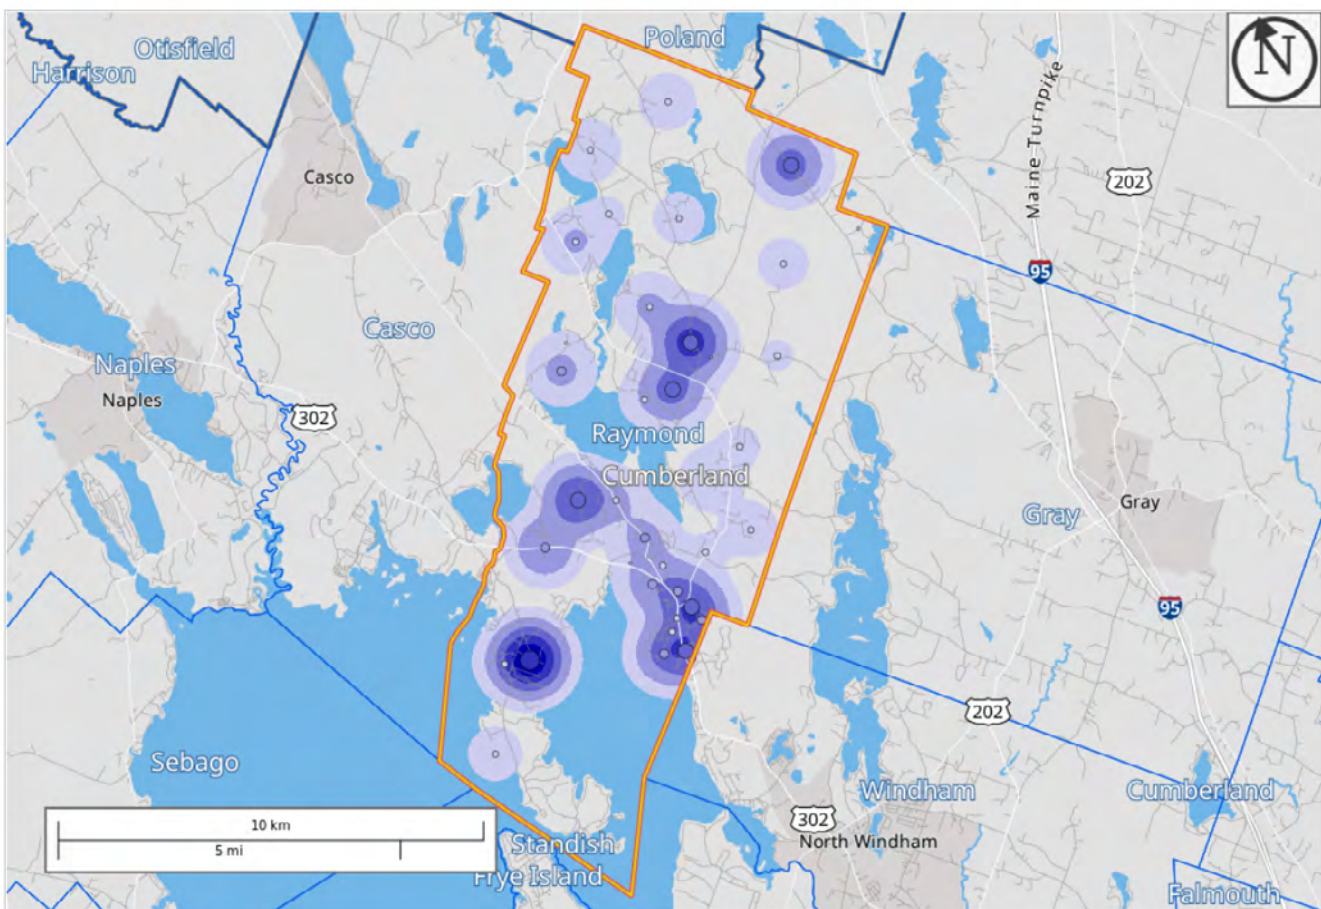 Otisfield
Poland
Harrison
N
Maine Turnpike
Casco
202
95
Casco
Naples
Naples
302
Raymond
Cumberland
Gray
Gray
95
202
Sebago
Windham
Cumberland
10 km
302
5 mi
Standish
North Windham
Frye Island
Falmouth